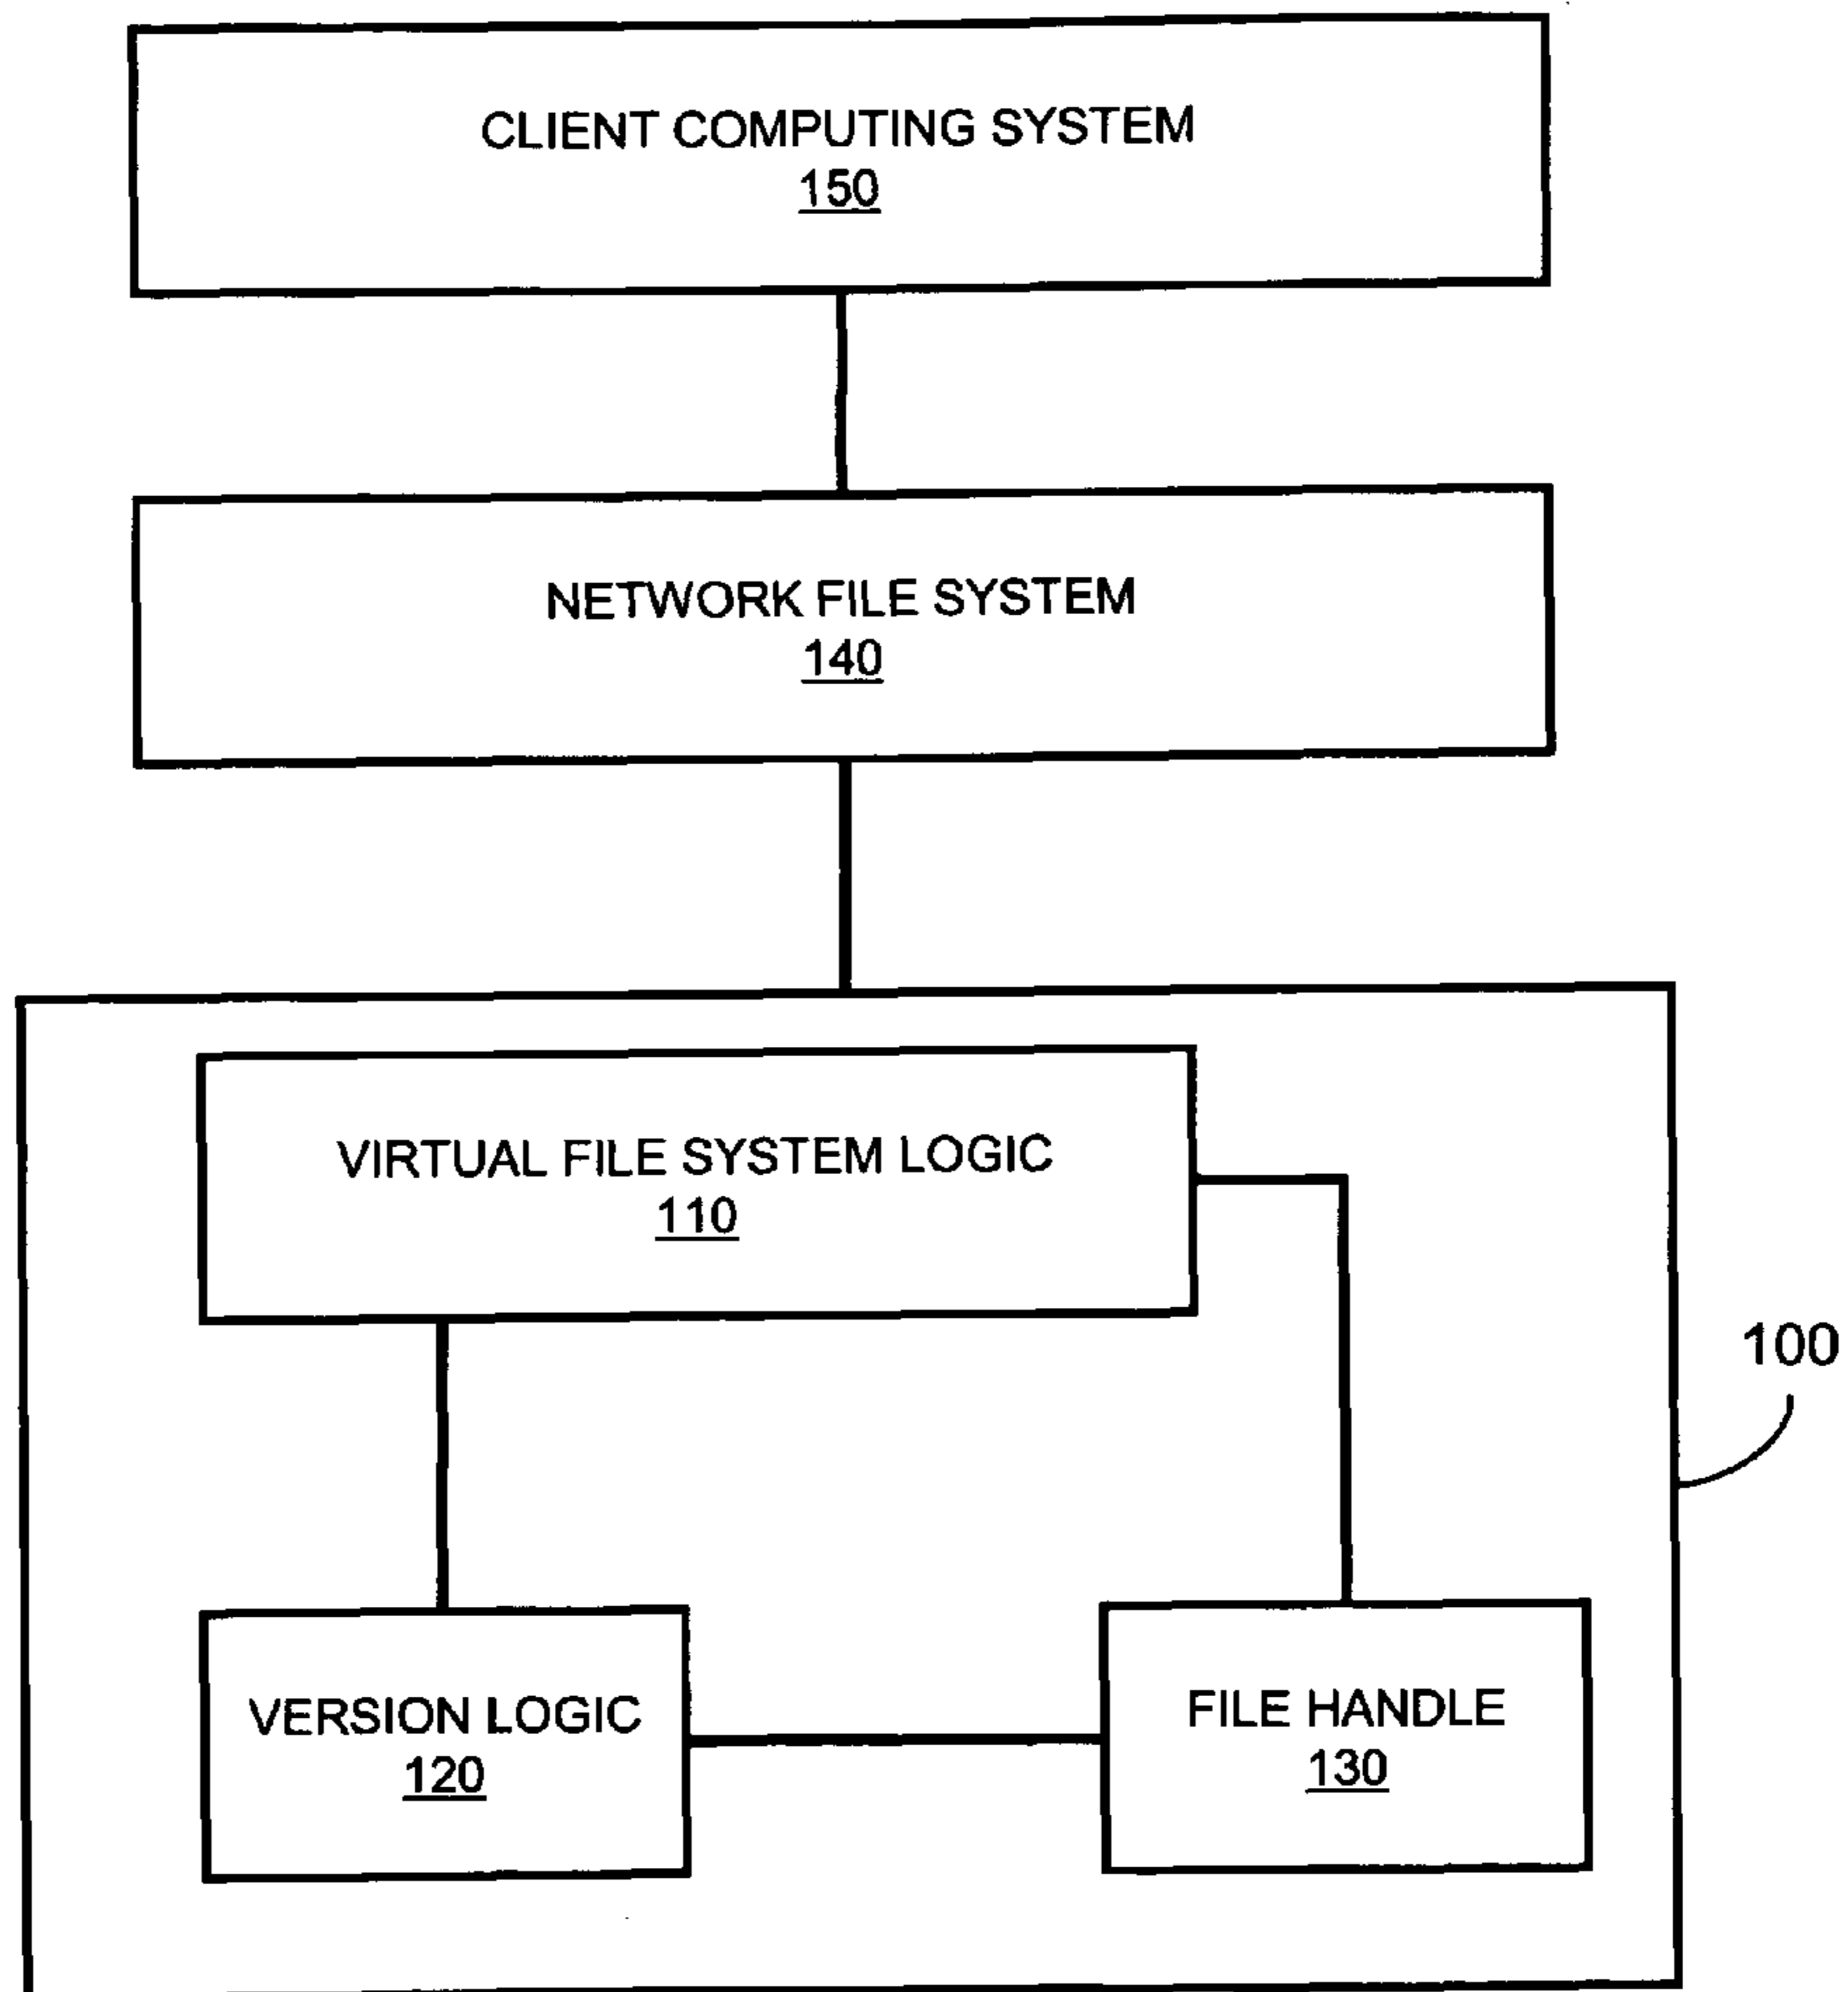 CLIENT COMPUTING SYSTEM
150
NETWORK FILE SYSTEM
140
VIRTUAL FILE SYSTEM LOGIC
110
100
VERSION LOGIC
120
FILE HANDLE
130